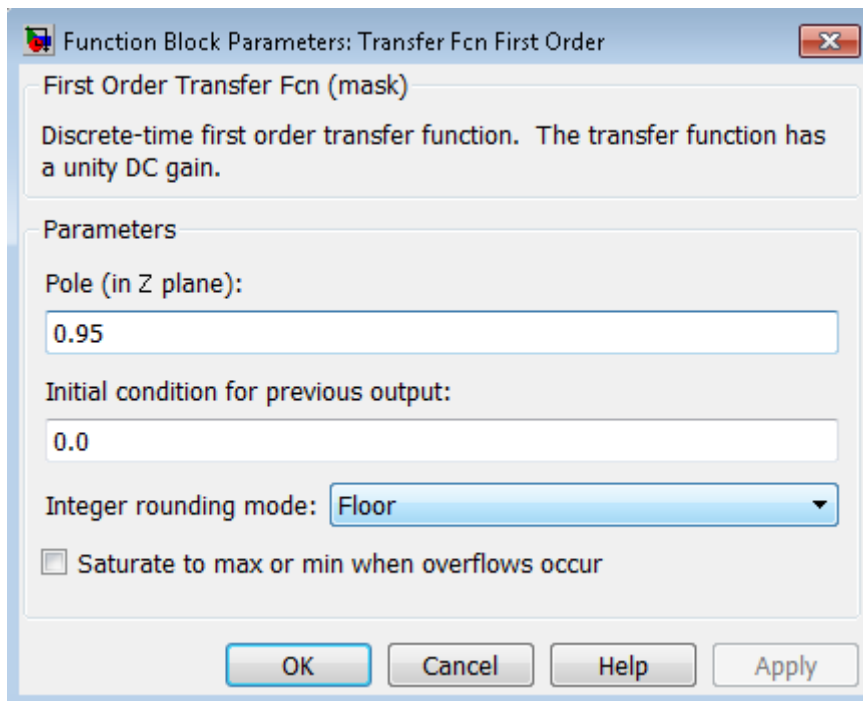 Function Block Parameters: Transfer Fcn First Order
First Order Transfer Fcn (mask)
Discrete-time first order transfer function.  The transfer function has
a unity DC gain.
Parameters
Pole (in Z plane):
0.95
Initial condition for previous output:
0.0
Integer rounding mode: Floor
Saturate to max or min when overflows occur
OK Cancel Help Apply